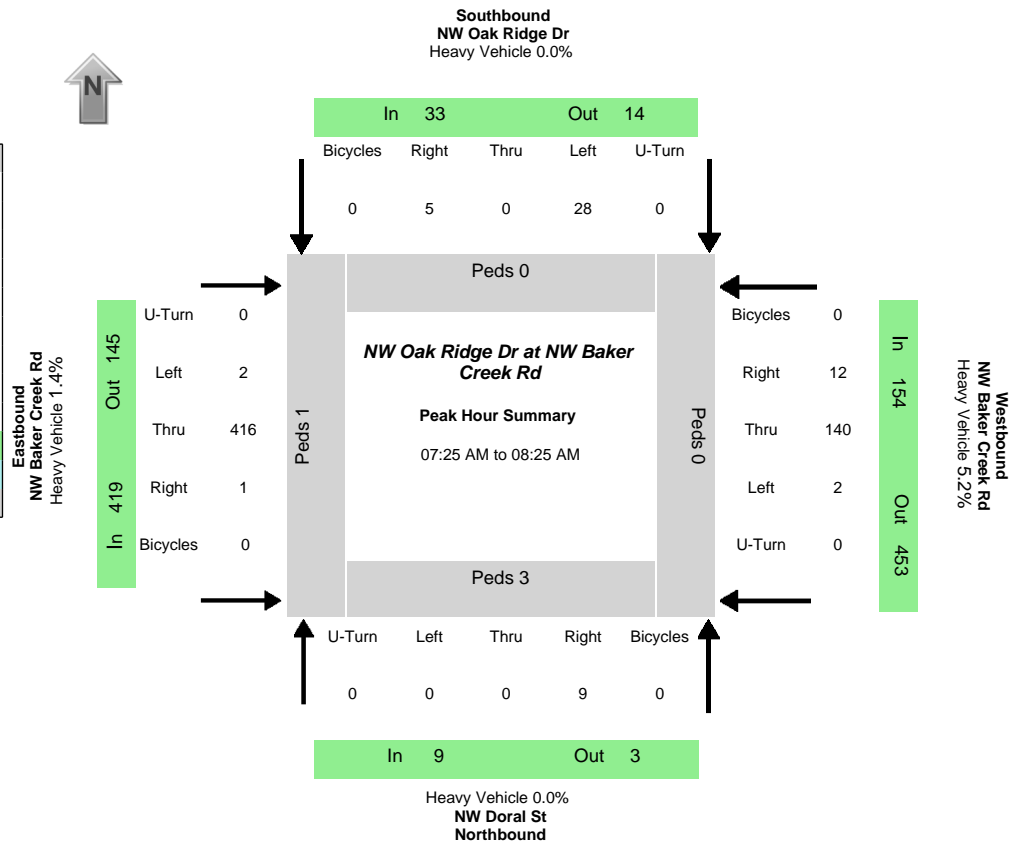 Southbound
NW Oak Ridge Dr
Heavy Vehicle 0.0%
N
In 33 Out 14
Bicycles Right Thru Left U-Turn
0 5 0 28 0
Peds 0
Eastbound
NW Baker Creek Rd
Heavy Vehicle 1.4%
In 419 Out 145
U-Turn 0
Left 2
Thru 416
Right 1
Bicycles 0
Peds 1
NW Oak Ridge Dr at NW Baker
Creek Rd
Peak Hour Summary
07:25 AM to 08:25 AM
Peds 0
Bicycles 0
Right 12
Thru 140
Left 2
U-Turn 0
In 154 Out 453
Westbound
NW Baker Creek Rd
Heavy Vehicle 5.2%
Peds 3
U-Turn Left Thru Right Bicycles
0 0 0 9 0
In 9 Out 3
Heavy Vehicle 0.0%
NW Doral St
Northbound